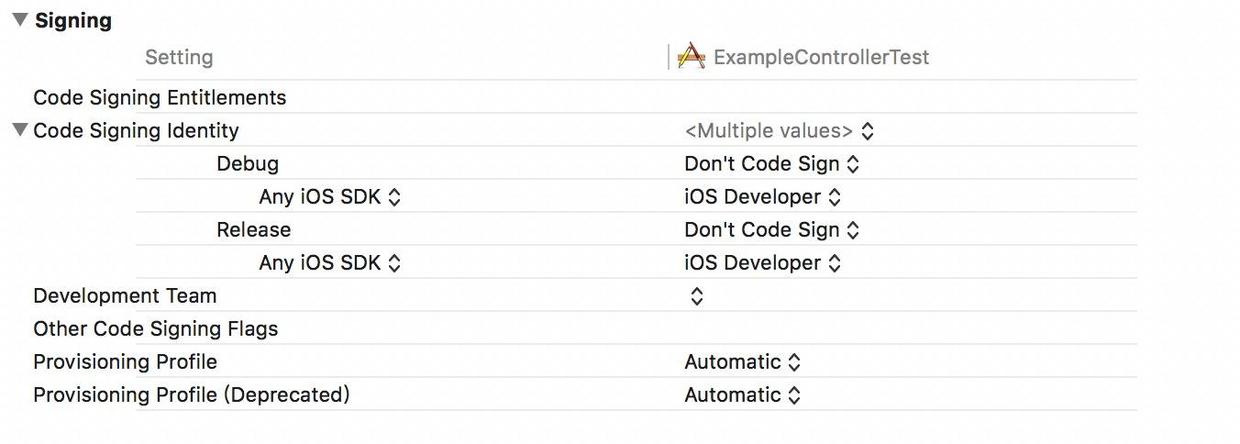 Signing
Setting ExampleControllerTest
Code Signing Entitlements
Code Signing Identity <Multiple values>
Debug Don't Code Sign
Any iOS SDK iOS Developer
Release Don't Code Sign
Any iOS SDK iOS Developer
Development Team
Other Code Signing Flags
Provisioning Profile Automatic
Provisioning Profile (Deprecated) Automatic